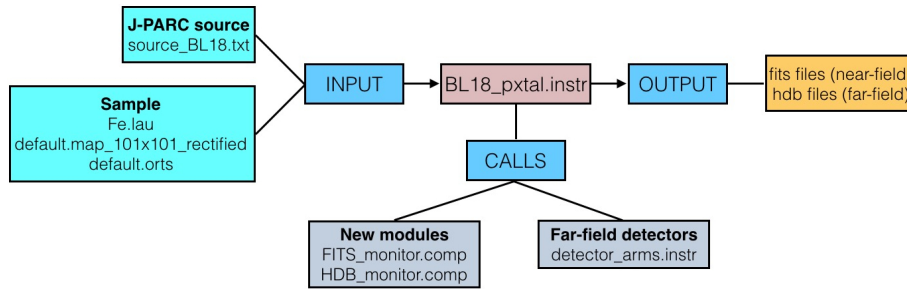 J-PARC source
source_BL18.txt
Sample
Fe.lau
default.map_101x101_rectified
default.orts
INPUT
BL18_pxtal.instr
OUTPUT
fits files (near-field)
hdb files (far-field)
CALLS
New modules
FITS_monitor.comp
HDB_monitor.comp
Far-field detectors
detector_arms.instr